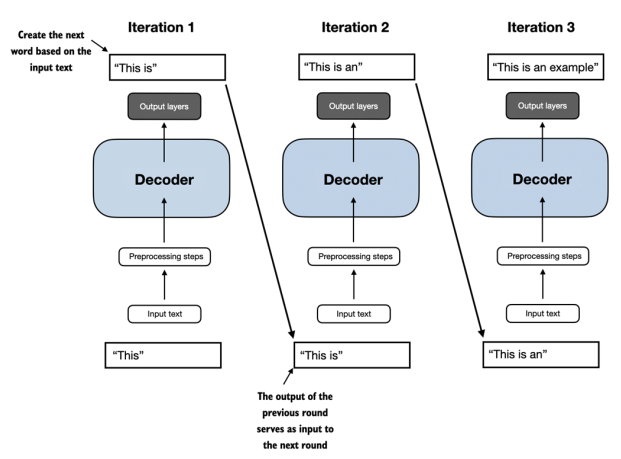 Iteration 1
Iteration 2
Iteration 3
Create the next
word based on the
input text
“This is”
“This is an”
“This is an example”
Output layers
Output layers
Output layers
Decoder
Decoder
Decoder
Preprocessing steps
Preprocessing steps
Preprocessing steps
Input text
Input text
Input text
“This”
“This is”
“This is an”
The output of the
previous round
serves as input to
the next round